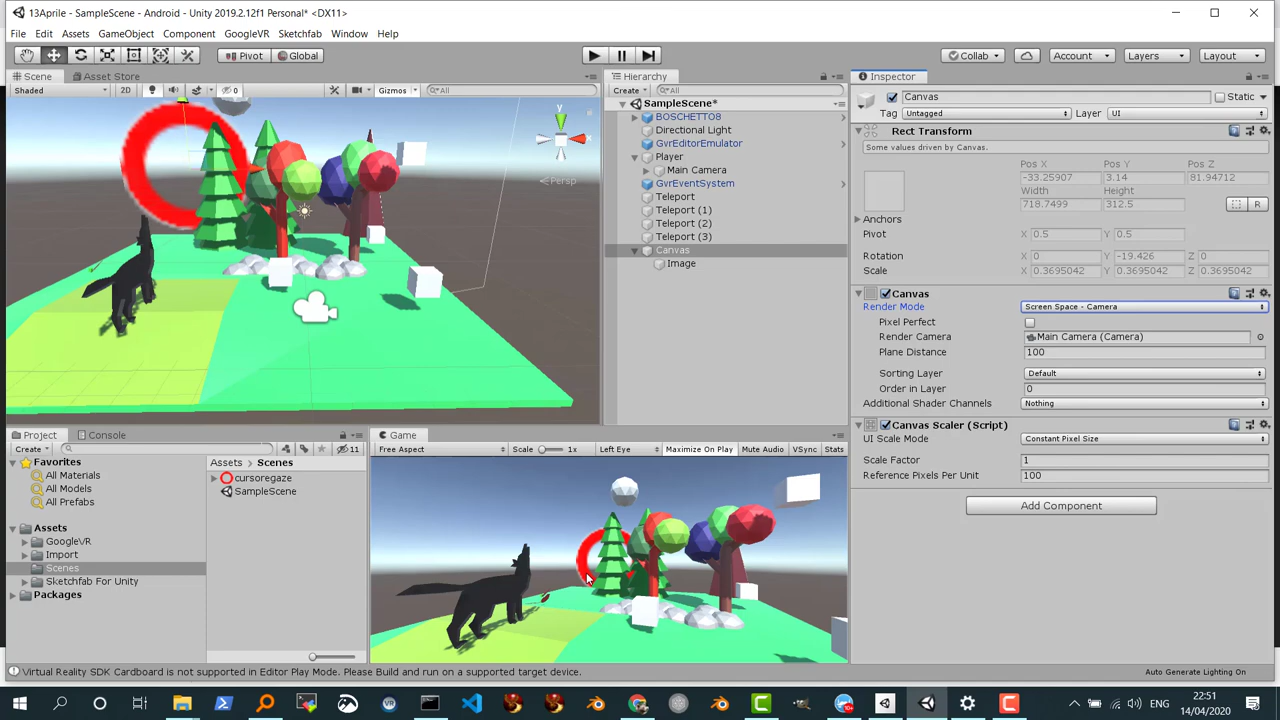 13Aprile - SampleScene - Android - Unity 2019.2.12f1 Personal* <DX11>
File Edit Assets GameObject Component GoogleVR Sketchfab Window Help
Pivot Global Collab Account Layers Layout
Scene Asset Store
Shaded 2D 0 Gizmos All
y
Persp
Hierarchy
Create All
SampleScene*
BOSCHETTO8
Directional Light
GvrEditorEmulator
Player
Main Camera
GvrEventSystem
Teleport
Teleport (1)
Teleport (2)
Teleport (3)
Canvas
Image
Inspector
Canvas Static
Tag Untagged Layer UI
Rect Transform
Some values driven by Canvas.
Pos X Pos Y Pos Z
-33.25907 3.14 81.94712
Width Height
718.7499 312.5 R
Anchors
Pivot X 0.5 Y 0.5
Rotation X 0 Y -19.426 Z 0
Scale X 0.3695042 Y 0.3695042 Z 0.3695042
Canvas
Render Mode Screen Space - Camera
Pixel Perfect
Render Camera Main Camera (Camera)
Plane Distance 100
Sorting Layer Default
Order in Layer 0
Additional Shader Channels Nothing
Canvas Scaler (Script)
UI Scale Mode Constant Pixel Size
Scale Factor 1
Reference Pixels Per Unit 100
Add Component
Project Console
Create 11
Favorites
All Materials
All Models
All Prefabs
Assets
GoogleVR
Import
Scenes
Sketchfab For Unity
Packages
Assets Scenes
cursoregaze
SampleScene
Game
Free Aspect Scale 1x Left Eye Maximize On Play Mute Audio VSync Stats
Virtual Reality SDK Cardboard is not supported in Editor Play Mode. Please Build and run on a supported target device.
Auto Generate Lighting On
ENG
22:51
14/04/2020